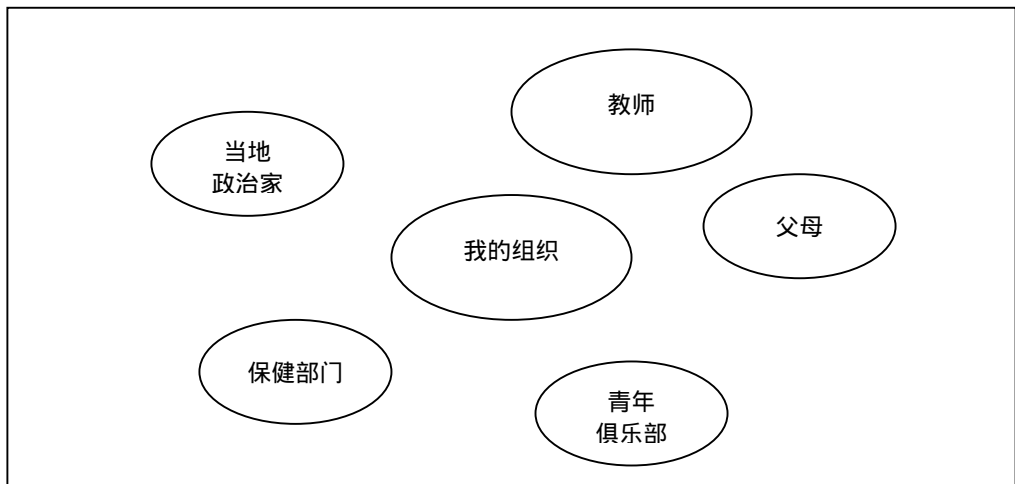 教师
当地
政治家
父母
我的组织
保健部门
青年
俱乐部